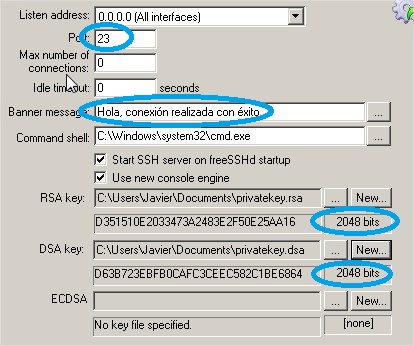 Listen address: 0.0.0.0 (All interfaces)
Port: 23
Max number of connections: 0
Idle timeout: 0 seconds
Banner message: Hola, conexión realizada con éxito ...
Command shell: C:\Windows\system32\cmd.exe ...
Start SSH server on freeSSHd startup
Use new console engine
RSA key: C:\Users\Javier\Documents\privatekey.rsa ... New...
D351510E2033473A2483E2F50E25AA16 2048 bits
DSA key: C:\Users\Javier\Documents\privatekey.dsa ... New...
D63B723EBFB0CAFC3CEEC582C1BE6864 2048 bits
ECDSA ... New...
No key file specified. [none]